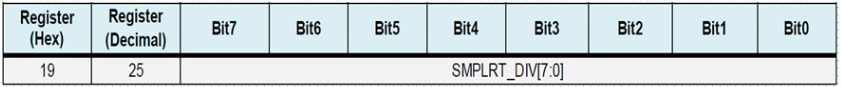 Register (Hex) Register (Decimal) Bit7 Bit6 Bit5 Bit4 Bit3 Bit2 Bit1 Bit0
19 25 SMPLRT_DIV[7:0]